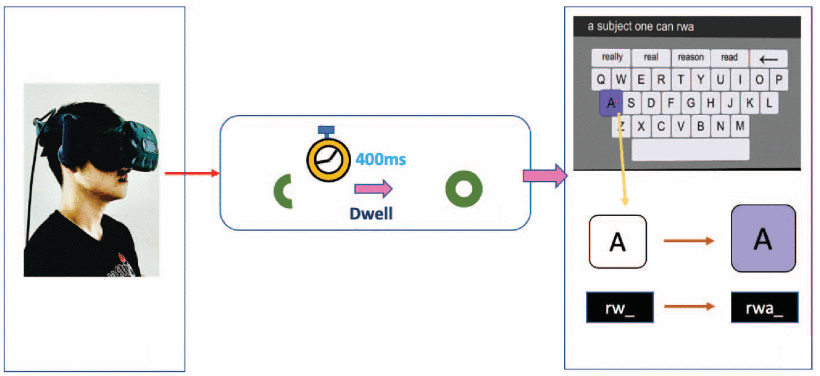 400ms
Dwell
a subject one can rwa
really real reason read ←
Q W E R T Y U I O P
A S D F G H J K L
Z X C V B N M
A A
rw_ rwa_